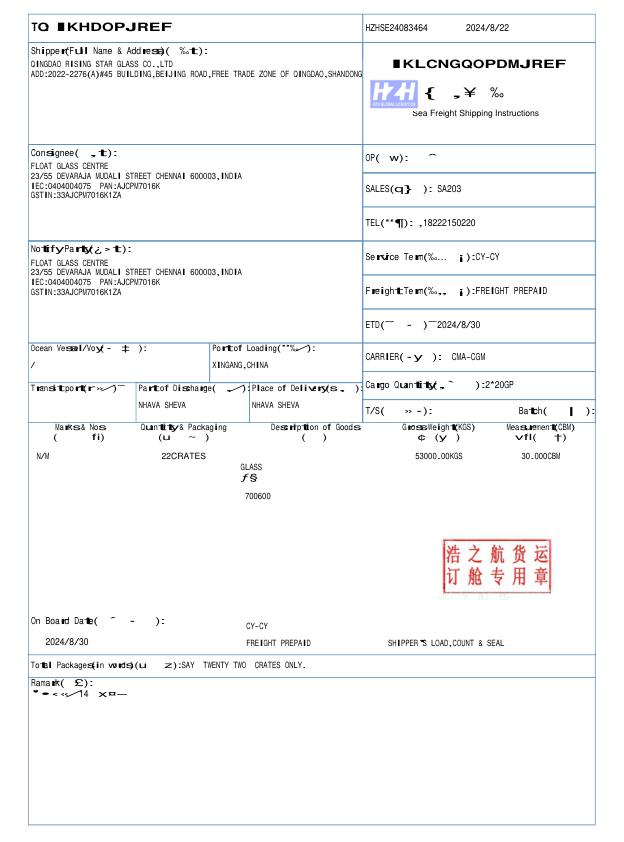 TO
HZHSE24083464 2024/8/22
Shipper(Full Name & Address)
QINGDAO RISING STAR GLASS CO.,LTD
ADD:2022-2276(A)#45 BUILDING,BEIJING ROAD,FREE TRADE ZONE OF QINGDAO,SHANDONG
HZH
HZH GLOBAL LOGISTICS
Sea Freight Shipping Instructions
Consignee
FLOAT GLASS CENTRE
23/55 DEVARAJA MUDALI STREET CHENNAI 600003,INDIA
IEC:0404004075 PAN:AJCPM7016K
GSTIN:33AJCPM7016K1ZA
OP
SALES( ): SA203
TEL( ): ,18222150220
Notify Party
FLOAT GLASS CENTRE
23/55 DEVARAJA MUDALI STREET CHENNAI 600003,INDIA
IEC:0404004075 PAN:AJCPM7016K
GSTIN:33AJCPM7016K1ZA
Service Term( ):CY-CY
Freight Term( ):FREIGHT PREPAID
ETD( ) 2024/8/30
Ocean Vessel/Voy
/
Port of Loading
XINGANG,CHINA
CARRIER( ): CMA-CGM
Cargo Quantity( ):2*20GP
Transit port
Port of Discharge
NHAVA SHEVA
Place of Delivery
NHAVA SHEVA
T/S( ): Batch( ):
Marks & Nos. Quantity & Packaging Description of Goods Gross Weight(KGS) Measurement(CBM)
N/M 22CRATES 53000.00KGS 30.000CBM
GLASS
700600
浩之航货运
订舱专用章
On Board Date
CY-CY
2024/8/30 FREIGHT PREPAID SHIPPER'S LOAD,COUNT & SEAL
Total Packages(in words)( ):SAY TWENTY TWO CRATES ONLY.
Ramark
14